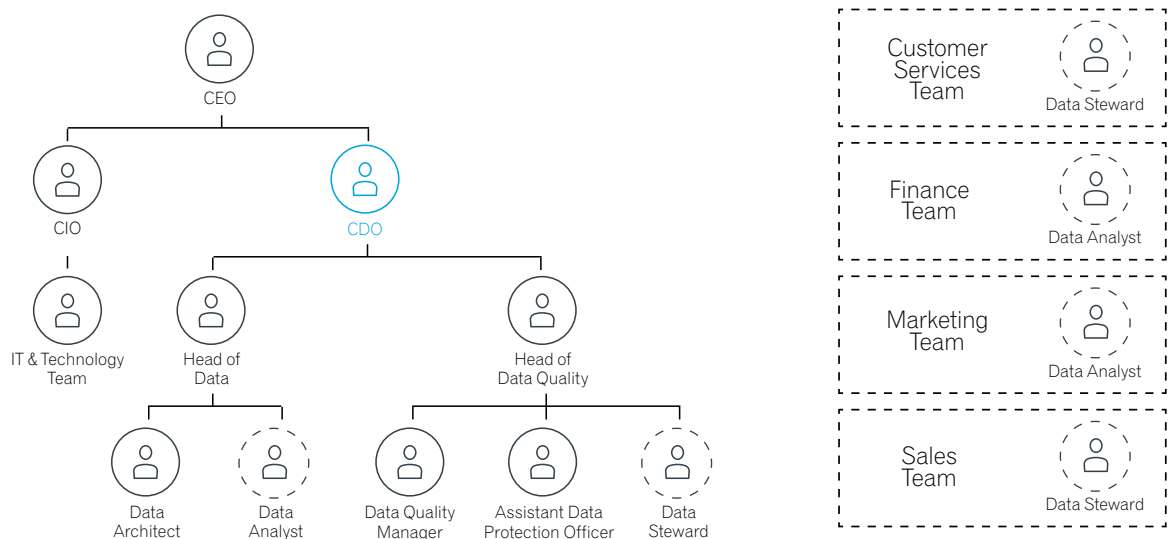 CEO
CIO
CDO
IT & Technology
Team
Head of
Data
Head of
Data Quality
Data
Architect
Data
Analyst
Data Quality
Manager
Assistant Data
Protection Officer
Data
Steward
Customer
Services
Team
Data Steward
Finance
Team
Data Analyst
Marketing
Team
Data Analyst
Sales
Team
Data Steward